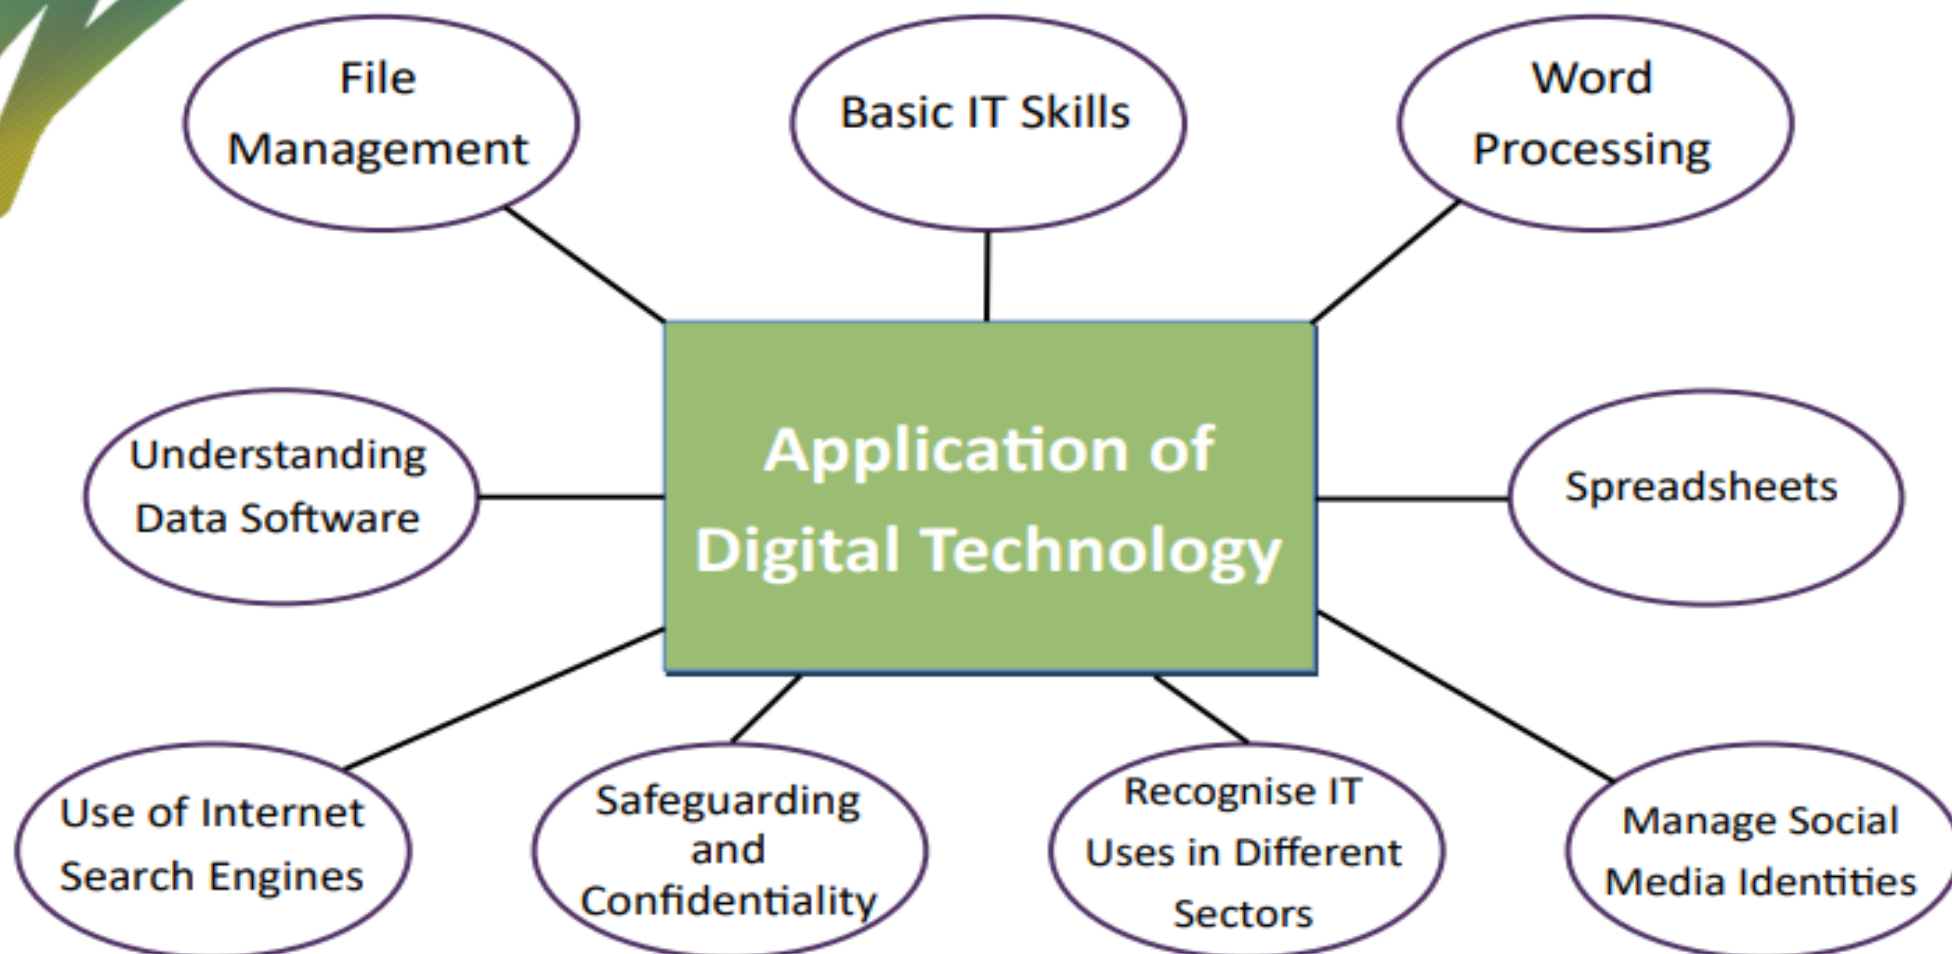 File
Management
Basic IT Skills
Word
Processing
Application of
Digital Technology
Understanding
Data Software
Spreadsheets
Use of Internet
Search Engines
Safeguarding
and
Confidentiality
Recognise IT
Uses in Different
Sectors
Manage Social
Media Identities